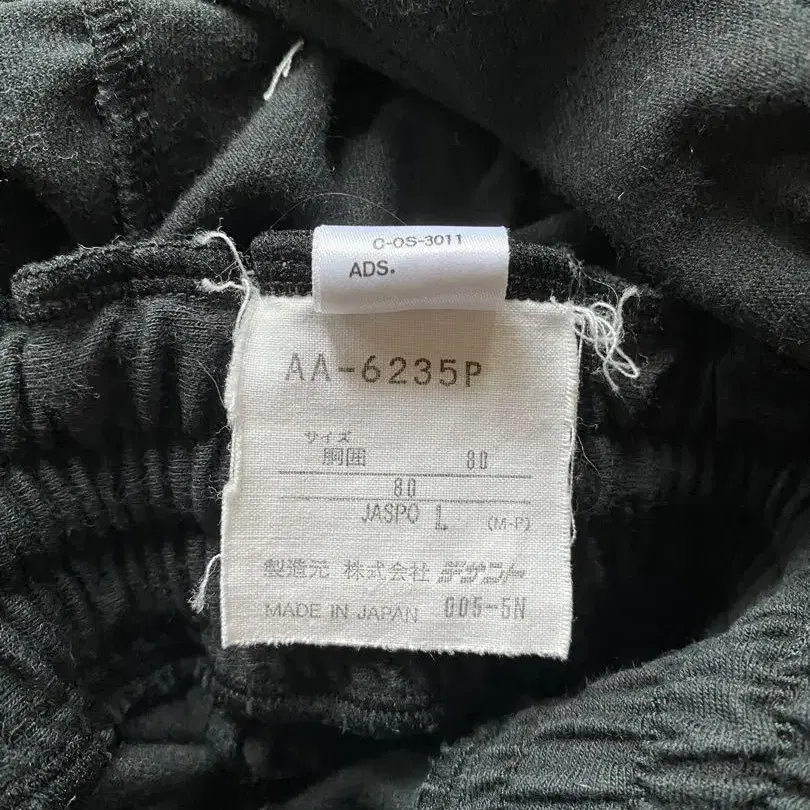 C-OS-3011
ADS.
AA-6235P
サイズ
胴囲 80
80
JASPO L (M-P)
製造元 株式会社 デサント
MADE IN JAPAN 005-5N